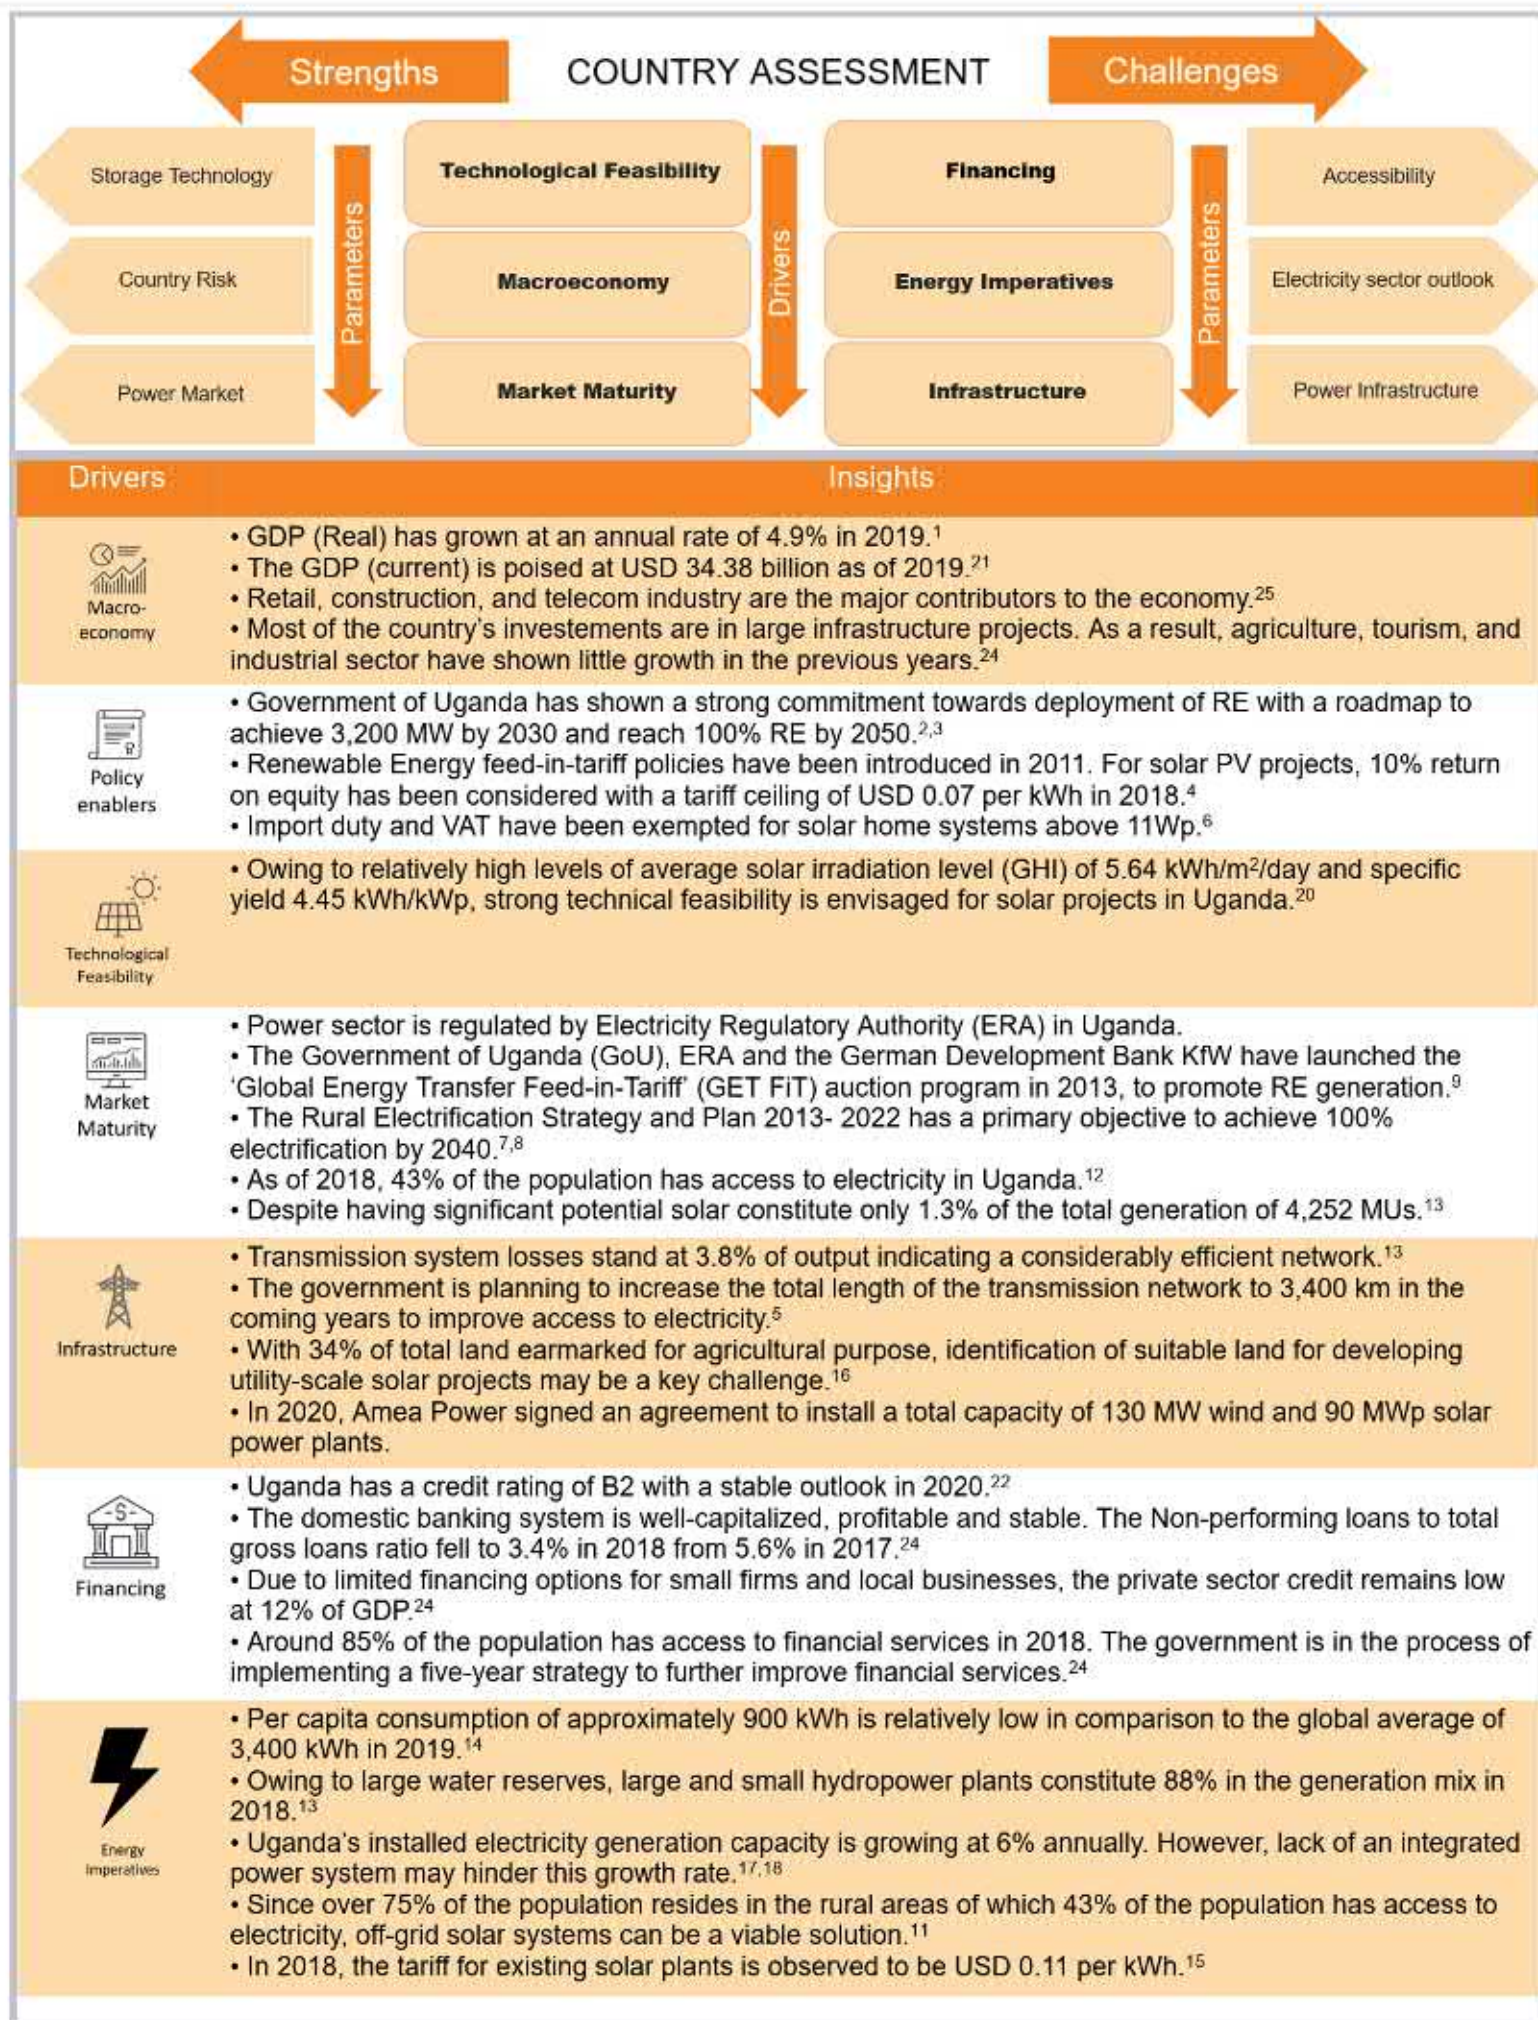 Strengths
COUNTRY ASSESSMENT
Challenges
Storage Technology
Country Risk
Power Market
Parameters
Technological Feasibility
Macroeconomy
Market Maturity
Drivers
Financing
Energy Imperatives
Infrastructure
Parameters
Accessibility
Electricity sector outlook
Power Infrastructure
Drivers
Insights
Macro-
economy
• GDP (Real) has grown at an annual rate of 4.9% in 2019.¹
• The GDP (current) is poised at USD 34.38 billion as of 2019.²¹
• Retail, construction, and telecom industry are the major contributors to the economy.²⁵
• Most of the country's investements are in large infrastructure projects. As a result, agriculture, tourism, and
industrial sector have shown little growth in the previous years.²⁴
Policy
enablers
• Government of Uganda has shown a strong commitment towards deployment of RE with a roadmap to
achieve 3,200 MW by 2030 and reach 100% RE by 2050.²,³
• Renewable Energy feed-in-tariff policies have been introduced in 2011. For solar PV projects, 10% return
on equity has been considered with a tariff ceiling of USD 0.07 per kWh in 2018.⁴
• Import duty and VAT have been exempted for solar home systems above 11Wp.⁶
Technological
Feasibility
• Owing to relatively high levels of average solar irradiation level (GHI) of 5.64 kWh/m²/day and specific
yield 4.45 kWh/kWp, strong technical feasibility is envisaged for solar projects in Uganda.²⁰
Market
Maturity
• Power sector is regulated by Electricity Regulatory Authority (ERA) in Uganda.
• The Government of Uganda (GoU), ERA and the German Development Bank KfW have launched the
'Global Energy Transfer Feed-in-Tariff' (GET FiT) auction program in 2013, to promote RE generation.⁹
• The Rural Electrification Strategy and Plan 2013- 2022 has a primary objective to achieve 100%
electrification by 2040.⁷,⁸
• As of 2018, 43% of the population has access to electricity in Uganda.¹²
• Despite having significant potential solar constitute only 1.3% of the total generation of 4,252 MUs.¹³
Infrastructure
• Transmission system losses stand at 3.8% of output indicating a considerably efficient network.¹³
• The government is planning to increase the total length of the transmission network to 3,400 km in the
coming years to improve access to electricity.⁵
• With 34% of total land earmarked for agricultural purpose, identification of suitable land for developing
utility-scale solar projects may be a key challenge.¹⁶
• In 2020, Amea Power signed an agreement to install a total capacity of 130 MW wind and 90 MWp solar
power plants.
-$-
Financing
• Uganda has a credit rating of B2 with a stable outlook in 2020.²²
• The domestic banking system is well-capitalized, profitable and stable. The Non-performing loans to total
gross loans ratio fell to 3.4% in 2018 from 5.6% in 2017.²⁴
• Due to limited financing options for small firms and local businesses, the private sector credit remains low
at 12% of GDP.²⁴
• Around 85% of the population has access to financial services in 2018. The government is in the process of
implementing a five-year strategy to further improve financial services.²⁴
Energy
Imperatives
• Per capita consumption of approximately 900 kWh is relatively low in comparison to the global average of
3,400 kWh in 2019.¹⁴
• Owing to large water reserves, large and small hydropower plants constitute 88% in the generation mix in
2018.¹³
• Uganda's installed electricity generation capacity is growing at 6% annually. However, lack of an integrated
power system may hinder this growth rate.¹⁷,¹⁸
• Since over 75% of the population resides in the rural areas of which 43% of the population has access to
electricity, off-grid solar systems can be a viable solution.¹¹
• In 2018, the tariff for existing solar plants is observed to be USD 0.11 per kWh.¹⁵